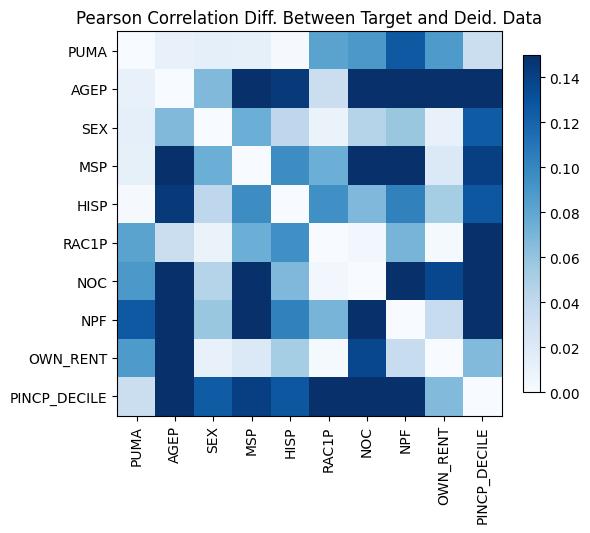 Pearson Correlation Diff. Between Target and Deid. Data
PUMA
AGEP
SEX
MSP
HISP
RAC1P
NOC
NPF
OWN_RENT
PINCP_DECILE
PUMA
AGEP
SEX
MSP
HISP
RAC1P
NOC
NPF
OWN_RENT
PINCP_DECILE
0.14
0.12
0.10
0.08
0.06
0.04
0.02
0.00